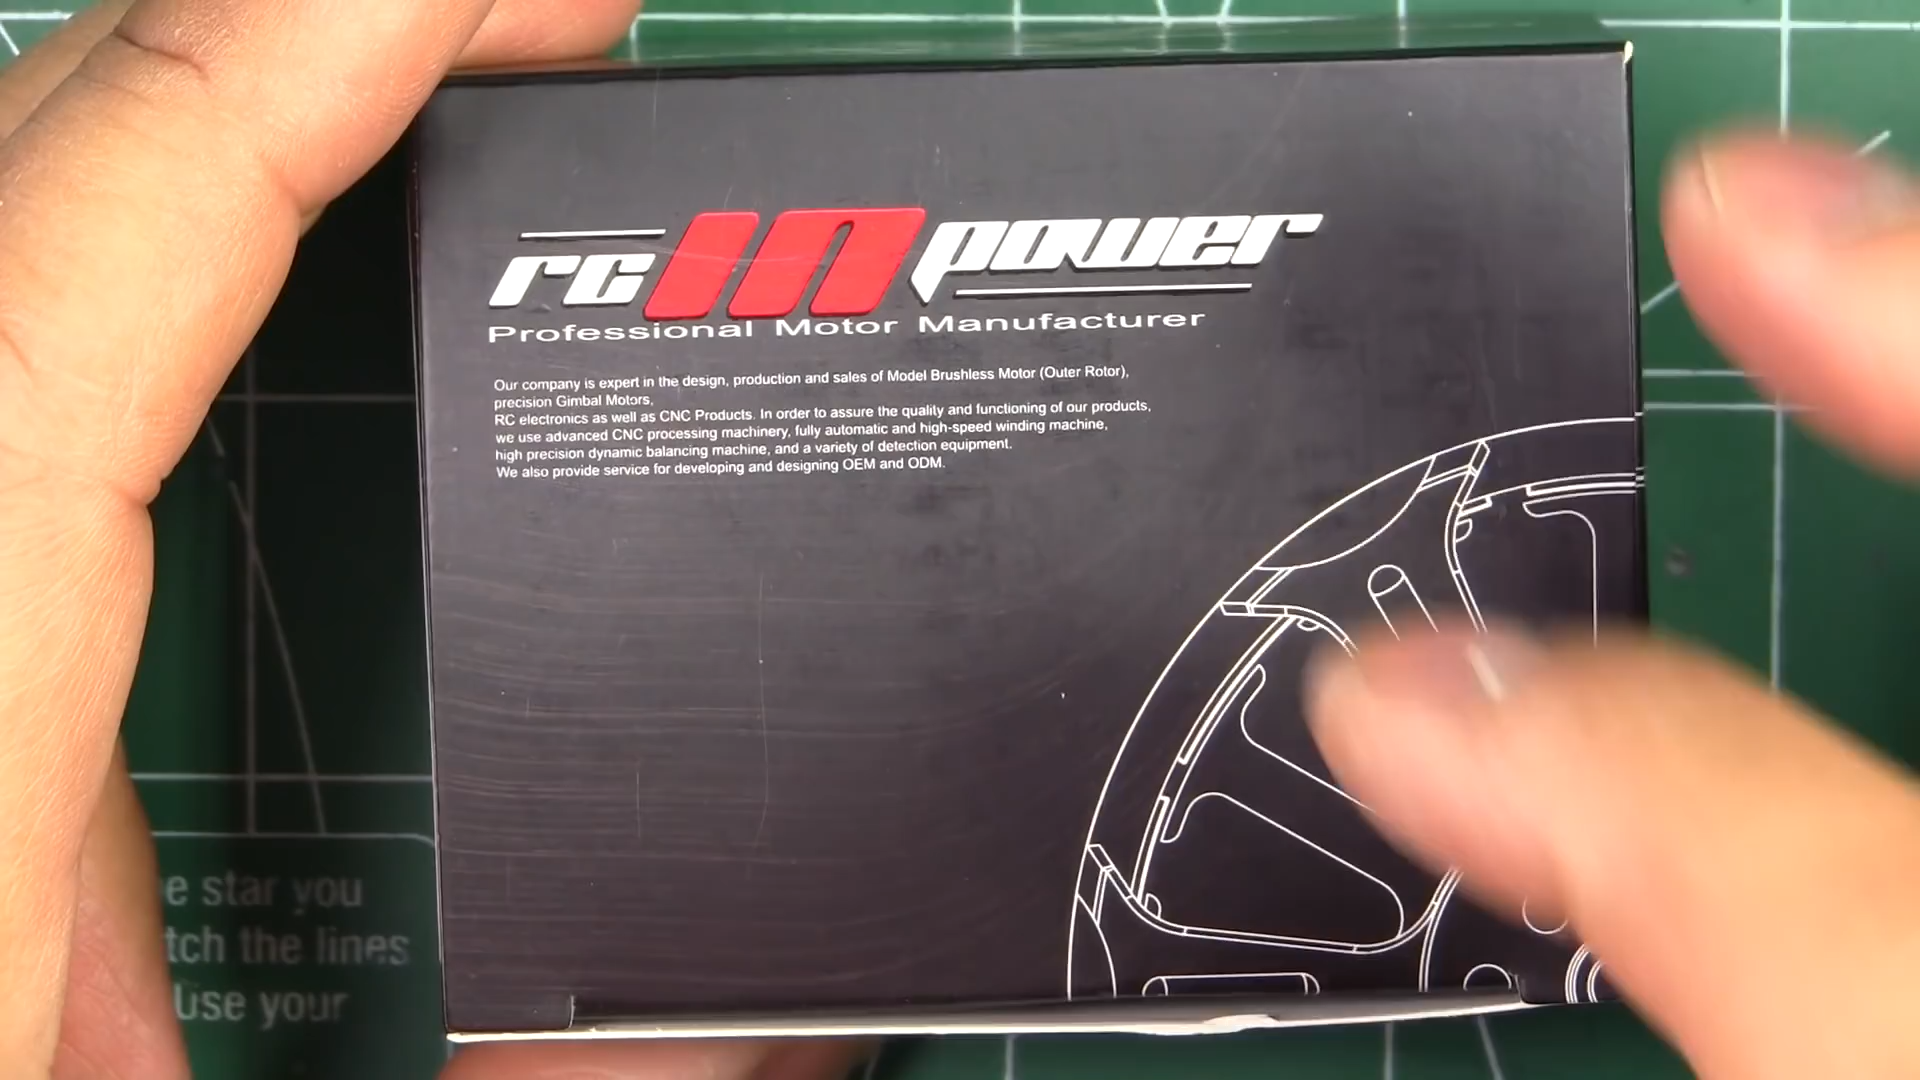 rcINpower
Professional Motor Manufacturer
Our company is expert in the design, production and sales of Model Brushless Motor (Outer Rotor),
precision Gimbal Motors,
RC electronics as well as CNC Products. In order to assure the quality and functioning of our products,
we use advanced CNC processing machinery, fully automatic and high-speed winding machine,
high precision dynamic balancing machine, and a variety of detection equipment.
We also provide service for developing and designing OEM and ODM.
star you
the lines
Use your